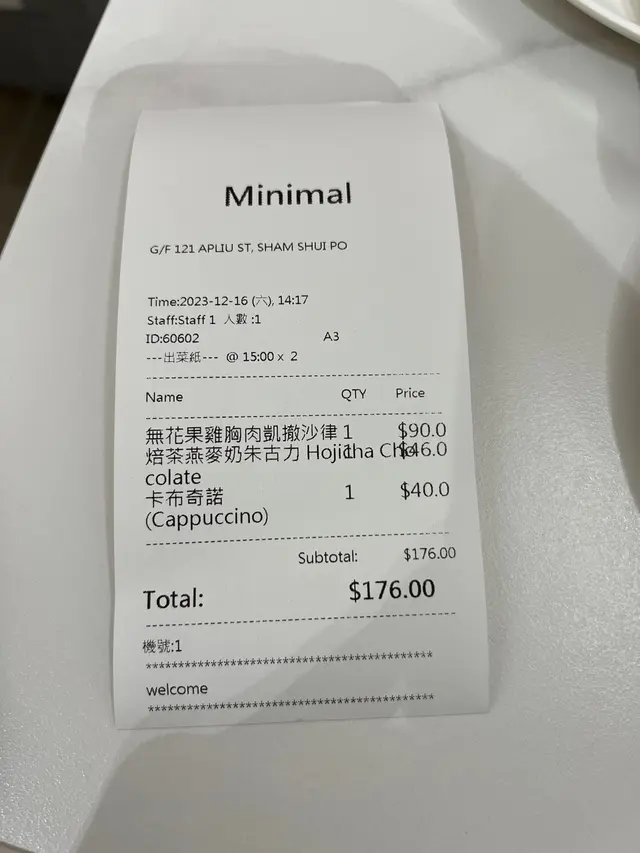 Minimal
G/F 121 APLIU ST, SHAM SHUI PO
Time:2023-12-16 (六), 14:17
Staff:Staff 1 人數 :1
ID:60602 A3
---出菜紙--- @ 15:00 x 2
Name QTY Price
無花果雞胸肉凱撤沙律 1 $90.0
焙茶燕麥奶朱古力 Hojicha Cho 1 $46.0
colate
卡布奇諾 1 $40.0
(Cappuccino)
Subtotal: $176.00
Total: $176.00
機號:1
********************************************
welcome
********************************************